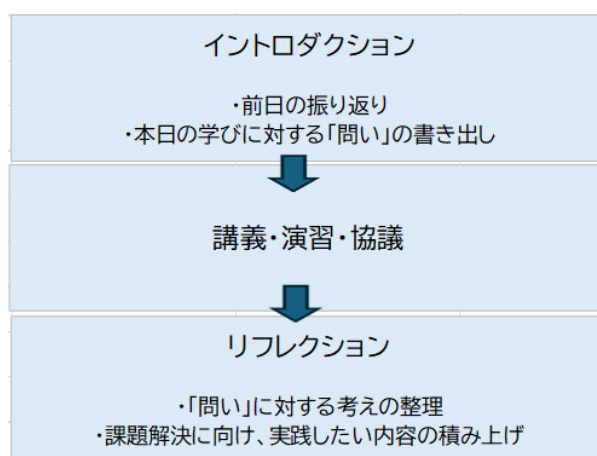 イントロダクション
・前日の振り返り
・本日の学びに対する「問い」の書き出し
講義・演習・協議
リフレクション
・「問い」に対する考えの整理
・課題解決に向け、実践したい内容の積み上げ